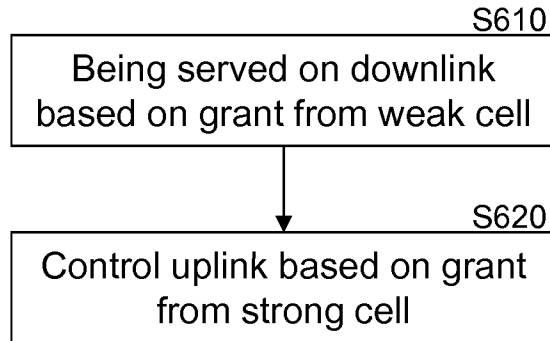 S610
Being served on downlink
based on grant from weak cell
S620
Control uplink based on grant
from strong cell